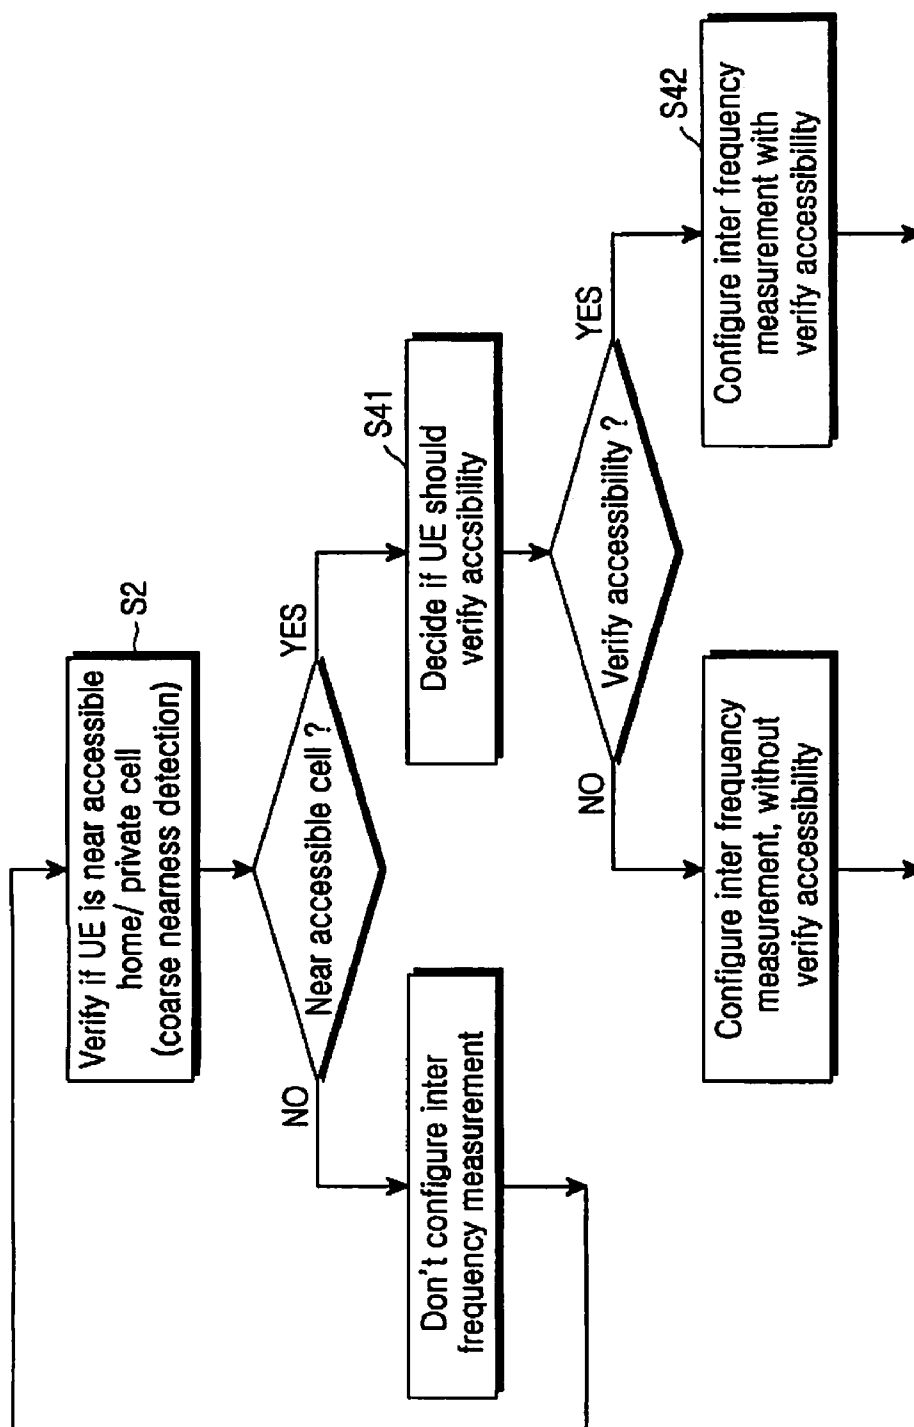 Verify if UE is near accessible
home/ private cell
(coarse nearness detection)
S2
Near accessible cell ?
NO
YES
Don't configure inter
frequency measurement
Decide if UE should
verify accsibility
S41
Verify accessibility ?
NO
YES
Configure inter frequency
measurement, without
verify accessibility
Configure inter frequency
measurement with
verify accessibility
S42